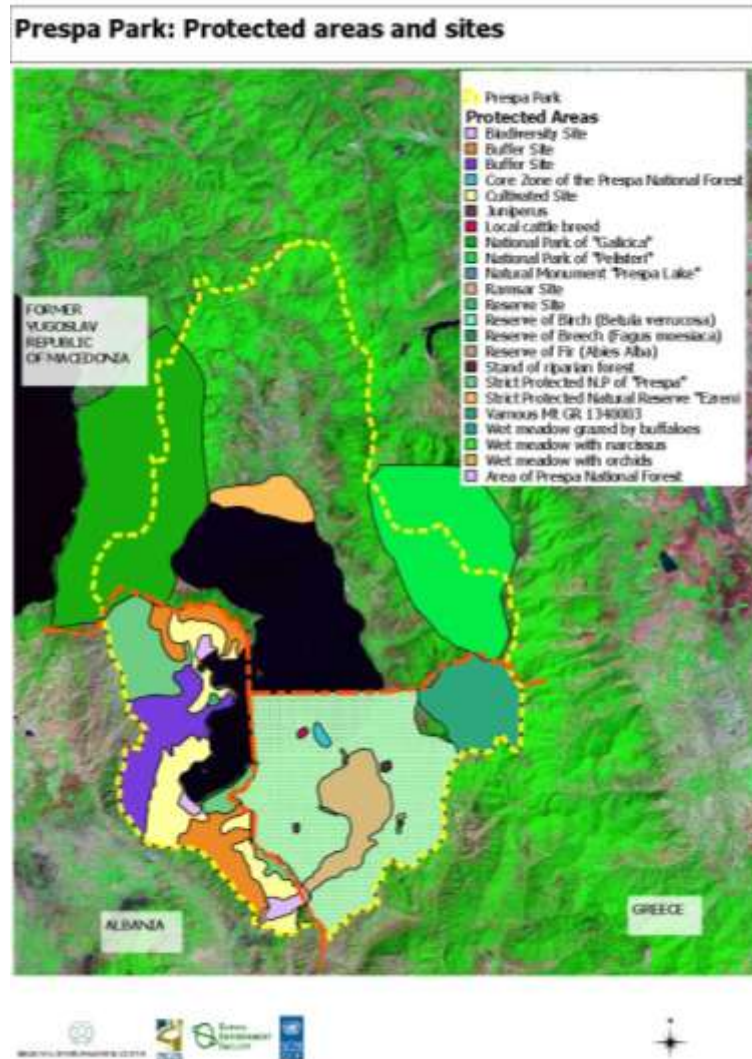 Prespa Park: Protected areas and sites
Prespa Park
Protected Areas
Biodiversity Site
Buffer Site
Buffer Site
Core Zone of the Prespa National Forest
Cultivated Site
Juniperus
Local cattle breed
National Park of "Galicica"
National Park of "Pelisteri"
Natural Monument "Prespa Lake"
Ramsar Site
Reserve Site
Reserve of Birch (Betula verrucosa)
Reserve of Breech (Fagus moesiaca)
Reserve of Fir (Abies Alba)
Stand of riparian forest
Strict Protected N.P of "Prespa"
Strict Protected Natural Reserve "Ezreni
Varnous Mt GR 1340003
Wet meadow grazed by buffaloes
Wet meadow with narcissus
Wet meadow with orchids
Area of Prespa National Forest
FORMER
YUGOSLAV
REPUBLIC
OF MACEDONIA
ALBANIA
GREECE